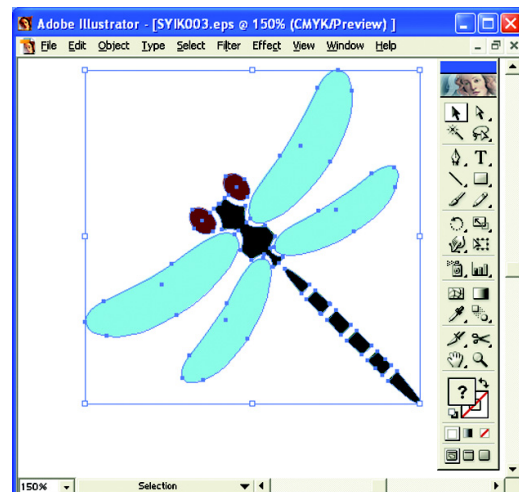 Adobe Illustrator - [SYIK003.eps @ 150% (CMYK/Preview) ]
File Edit Object Type Select Filter Effect View Window Help
T
?
150% Selection